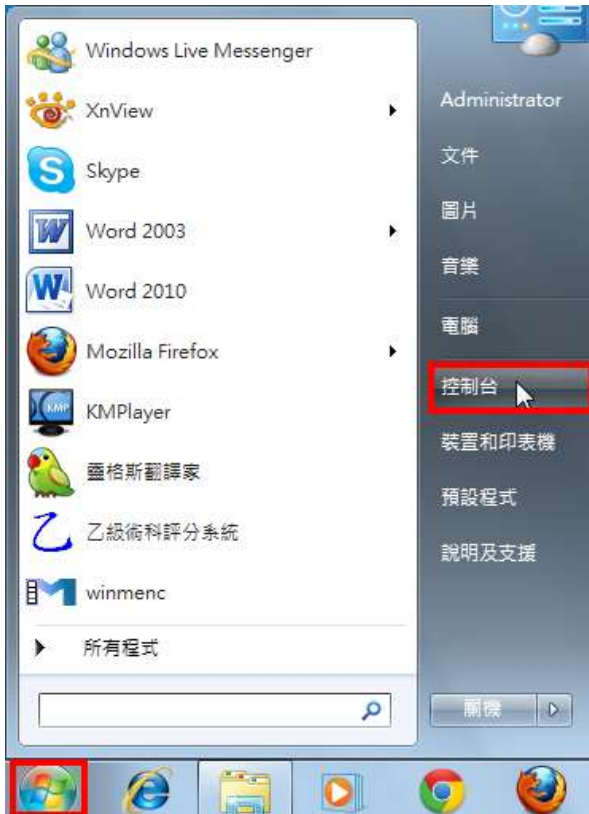 Windows Live Messenger
XnView
Skype
Word 2003
Word 2010
Mozilla Firefox
KMPlayer
靈格斯翻譯家
乙級術科評分系統
winmenc
所有程式
Administrator
文件
圖片
音樂
電腦
控制台
裝置和印表機
預設程式
說明及支援
關機